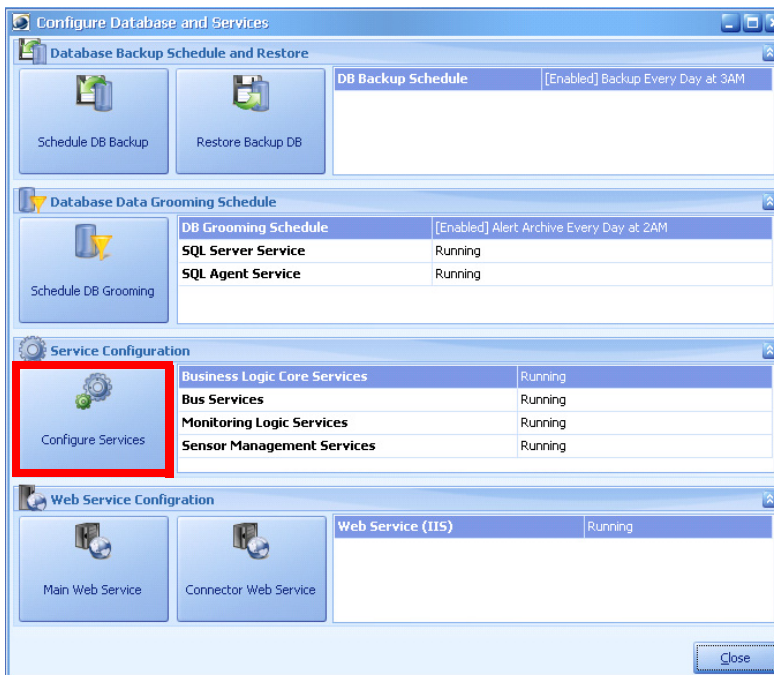 Configure Database and Services
Database Backup Schedule and Restore
Schedule DB Backup
Restore Backup DB
DB Backup Schedule [Enabled] Backup Every Day at 3AM
Database Data Grooming Schedule
Schedule DB Grooming
DB Grooming Schedule [Enabled] Alert Archive Every Day at 2AM
SQL Server Service Running
SQL Agent Service Running
Service Configuration
Configure Services
Business Logic Core Services Running
Bus Services Running
Monitoring Logic Services Running
Sensor Management Services Running
Web Service Configration
Main Web Service
Connector Web Service
Web Service (IIS) Running
Close